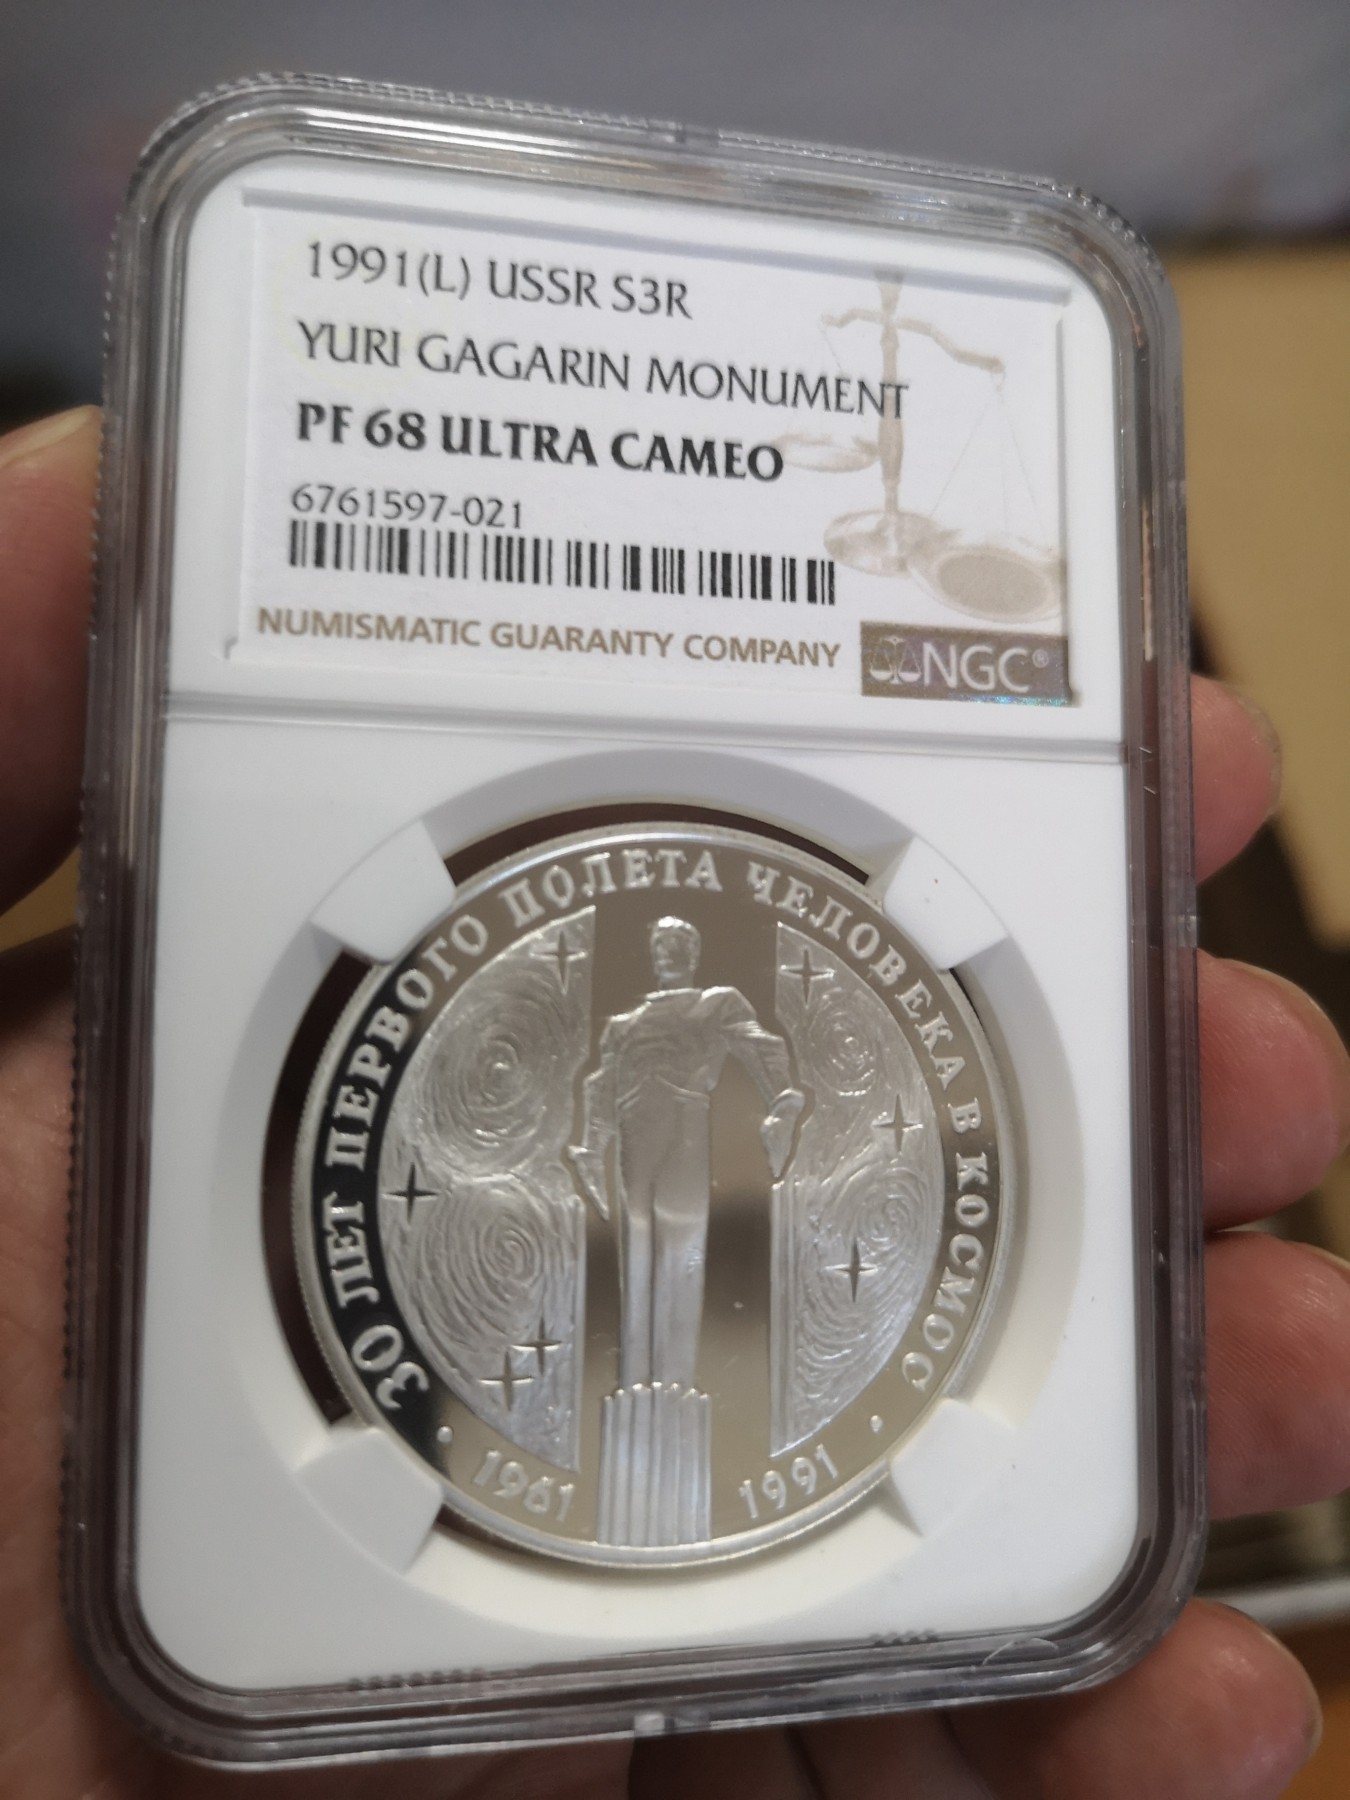 1991(L) USSR S3R
YURI GAGARIN MONUMENT
PF 68 ULTRA CAMEO
6761597-021
NUMISMATIC GUARANTY COMPANY
NGC®
30 ЛЕТ ПЕРВОГО ПОЛЕТА ЧЕЛОВЕКА В КОСМОС
• 1961 1991 •